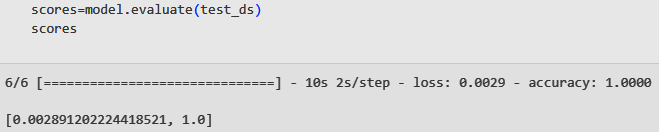 scores=model.evaluate(test_ds)
scores
6/6 [==============================] - 10s 2s/step - loss: 0.0029 - accuracy: 1.0000
[0.002891202224418521, 1.0]